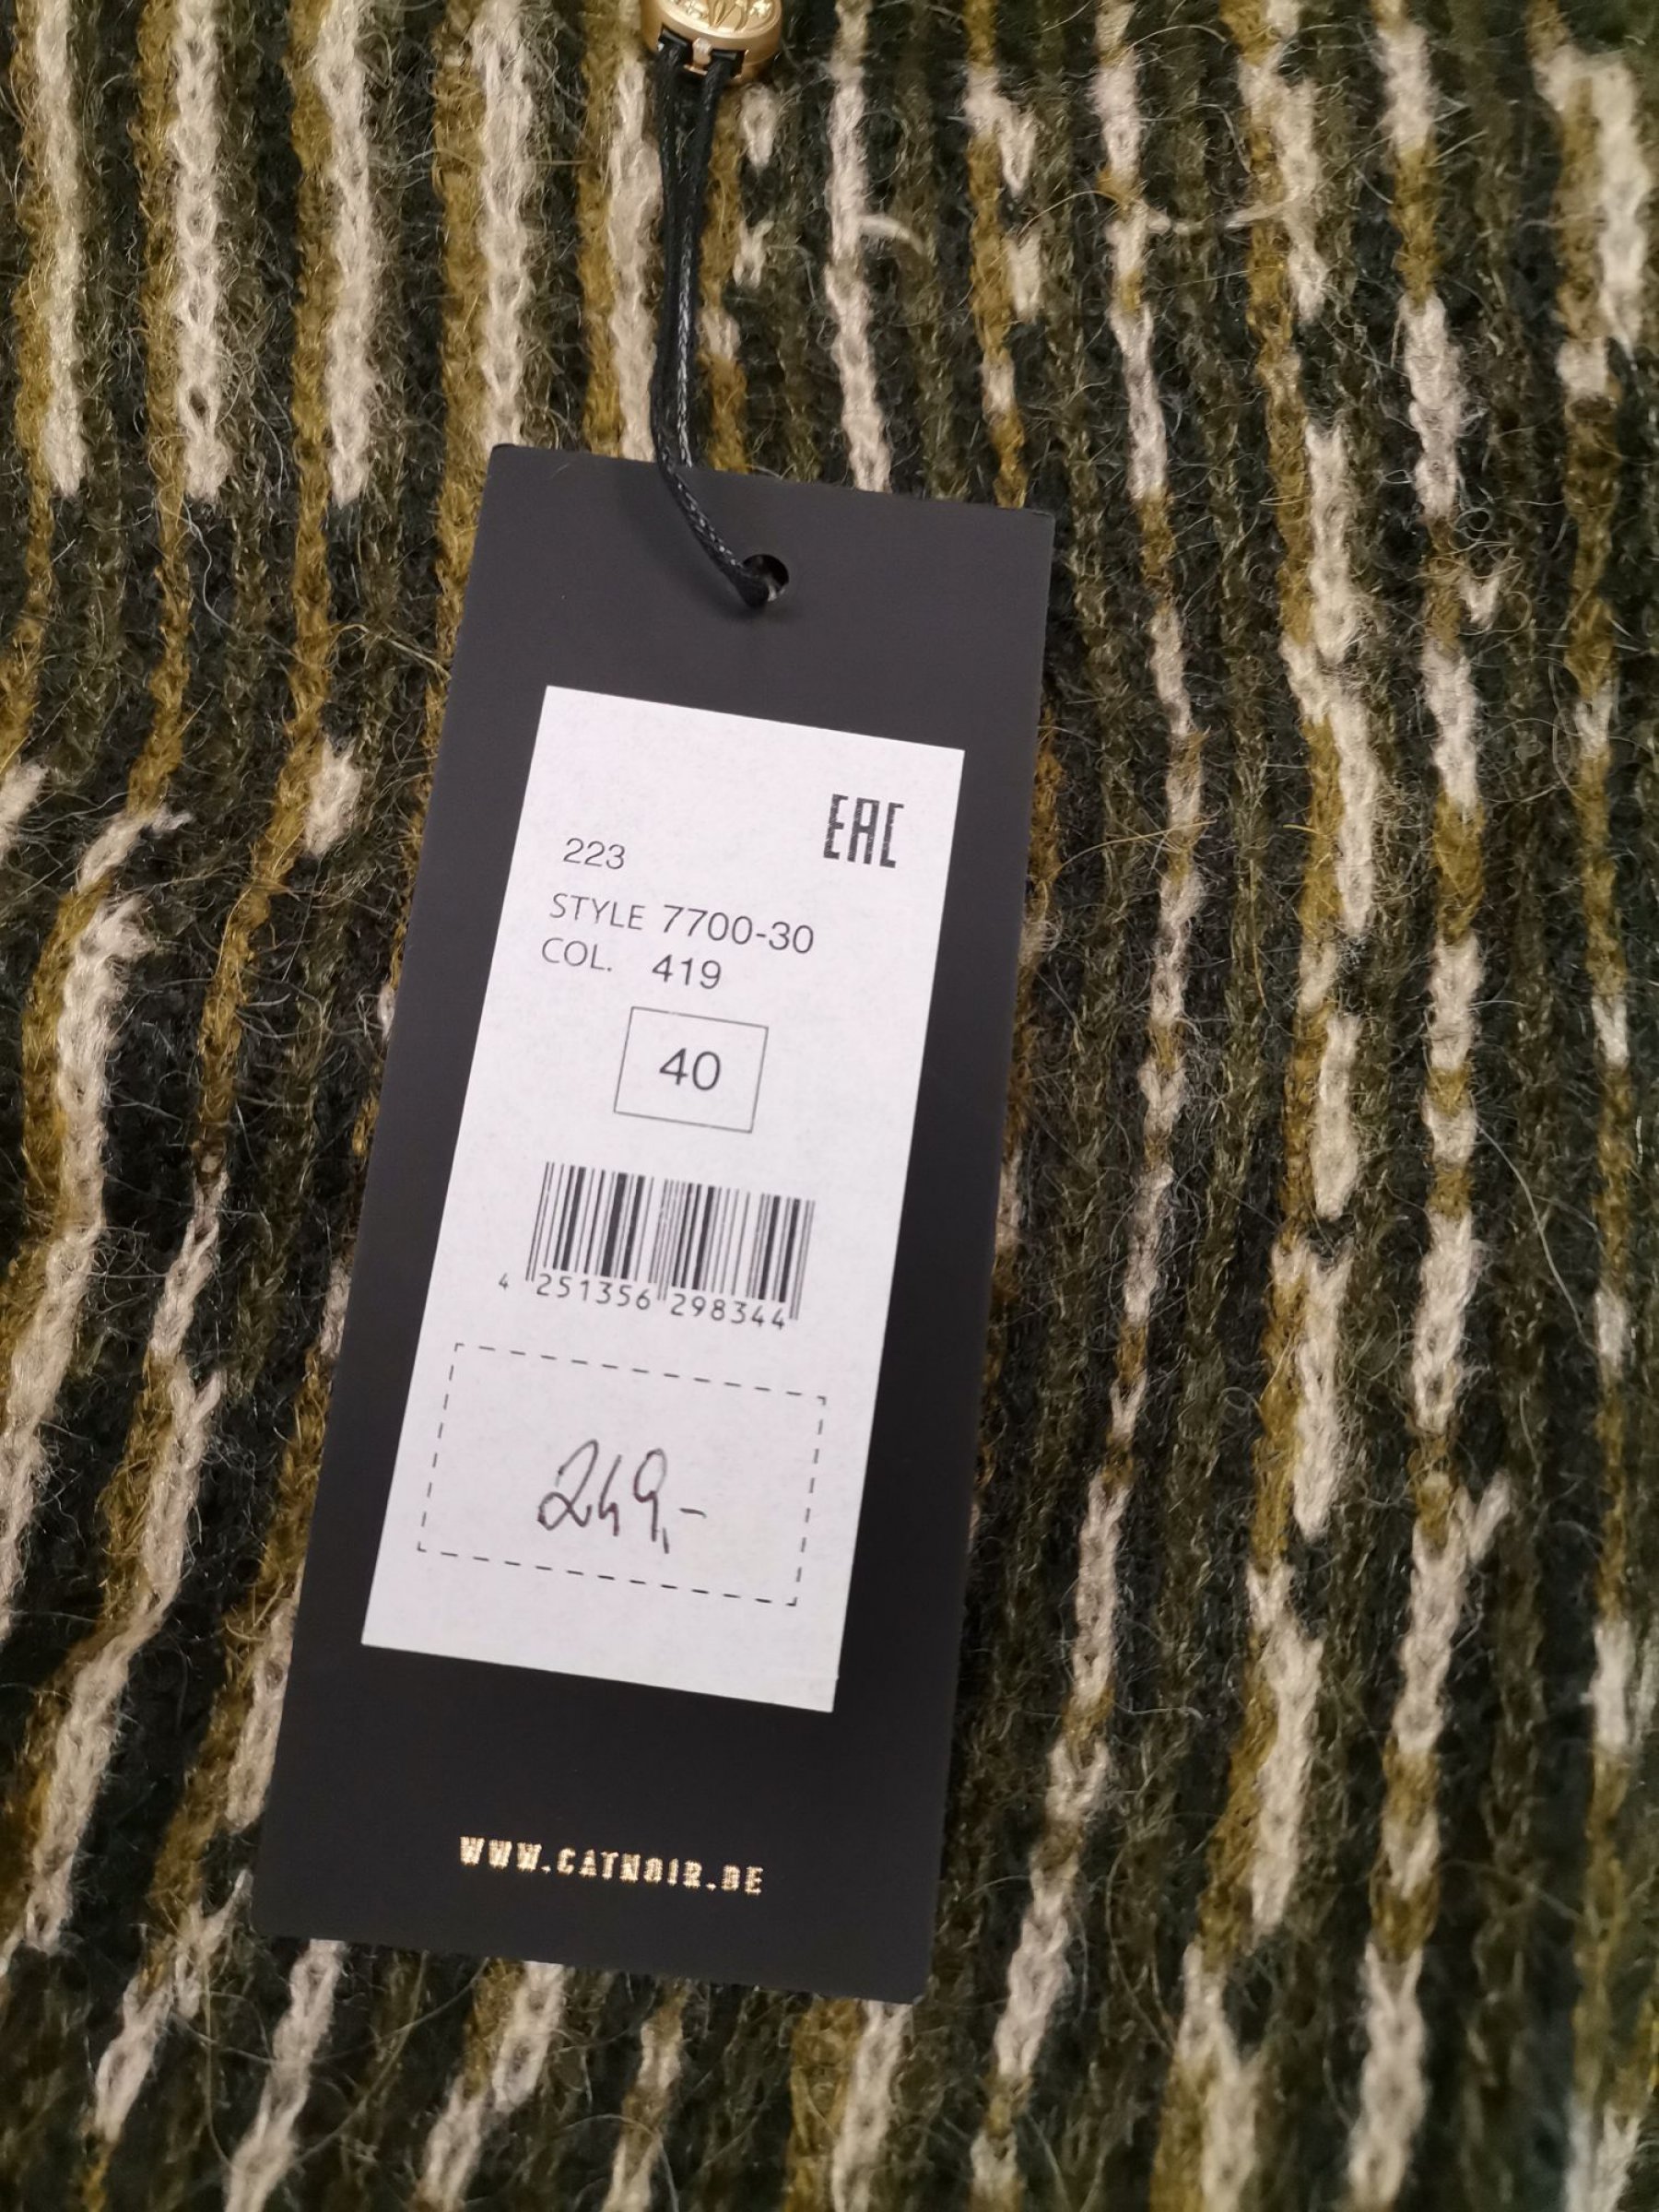 EAC
223
STYLE 7700-30
COL. 419
40
4 251356 298344
249,-
WWW.CATNOIR.DE